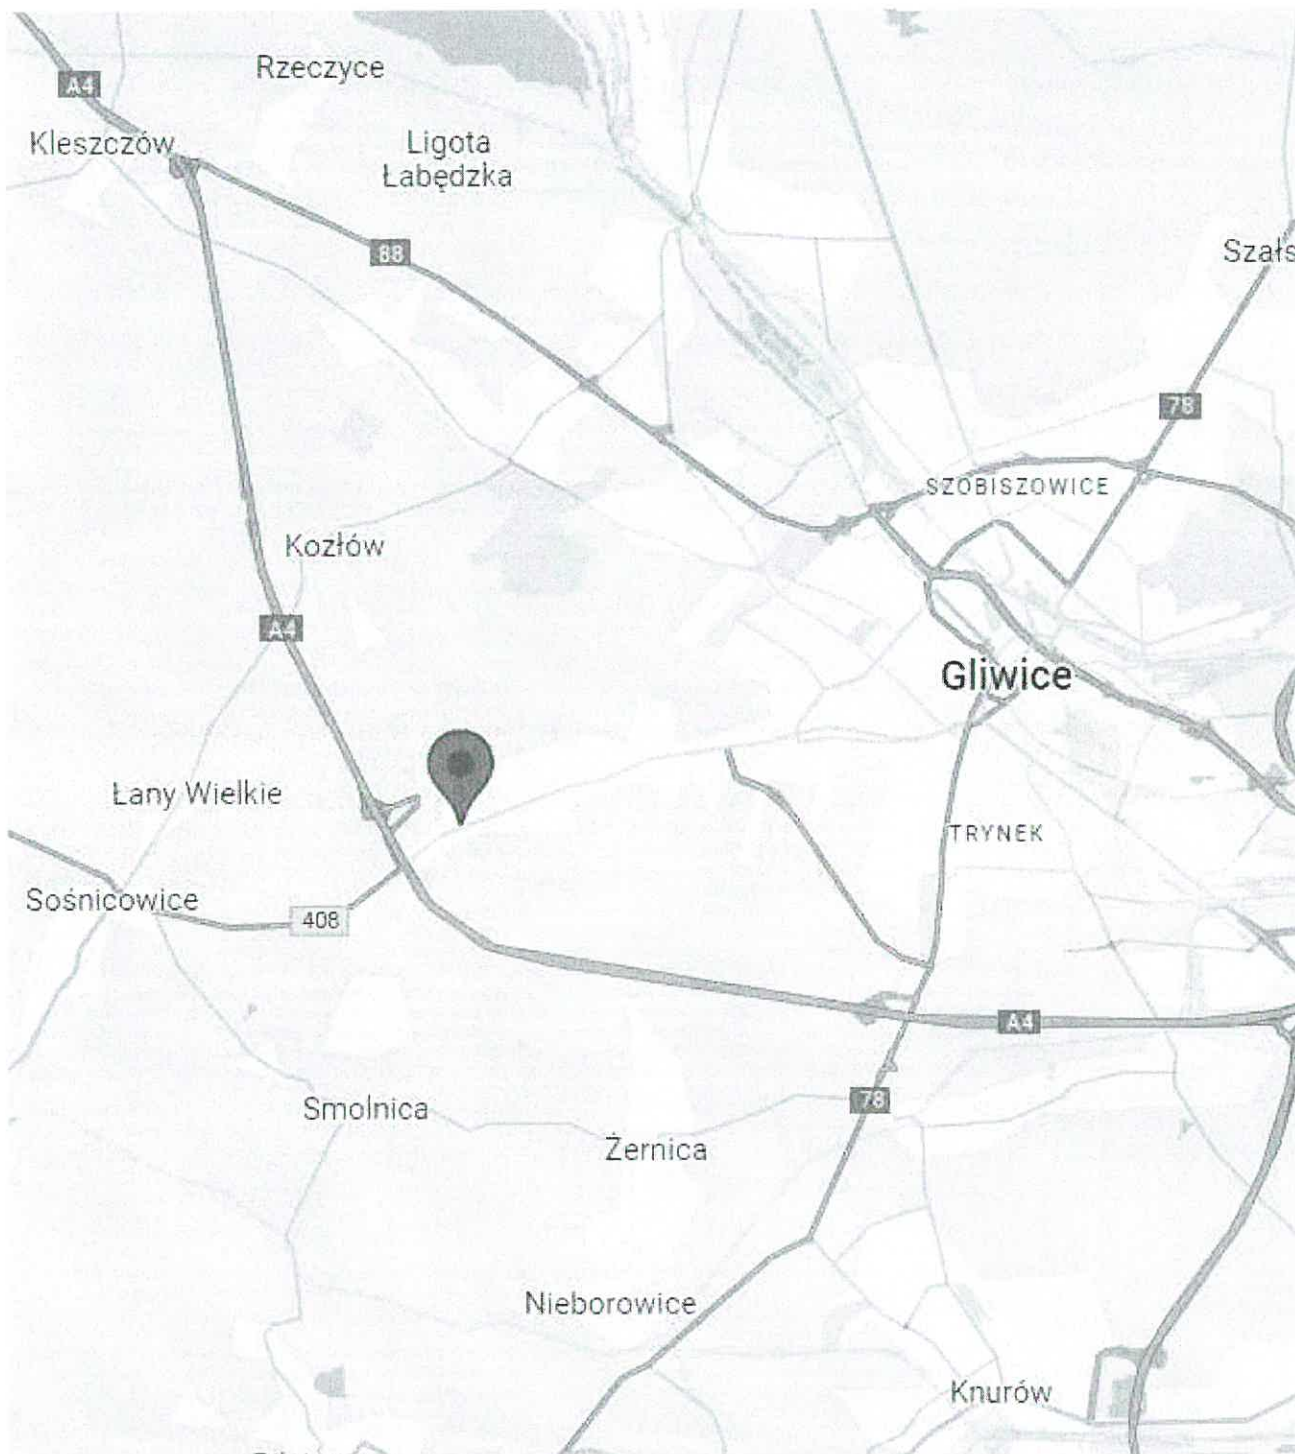 Rzeczyce
A4
Kleszczów
Ligota
Łabędzka
88
Szałs
78
SZOBISZOWICE
Kozłów
A4
Gliwice
Łany Wielkie
TRYNEK
Sośnicowice
408
A4
78
Smolnica
Żernica
Nieborowice
Knurów